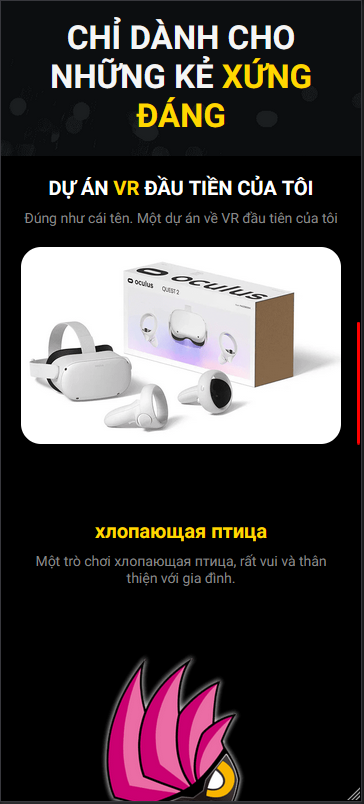 CHỈ DÀNH CHO
NHỮNG KẺ XỨNG
ĐÁNG
DỰ ÁN VR ĐẦU TIỀN CỦA TÔI
Đúng như cái tên. Một dự án về VR đầu tiên của tôi
oculus
oculus
QUEST 2
хлопающая птица
Một trò chơi хлопающая птица, rất vui và thân
thiện với gia đình.